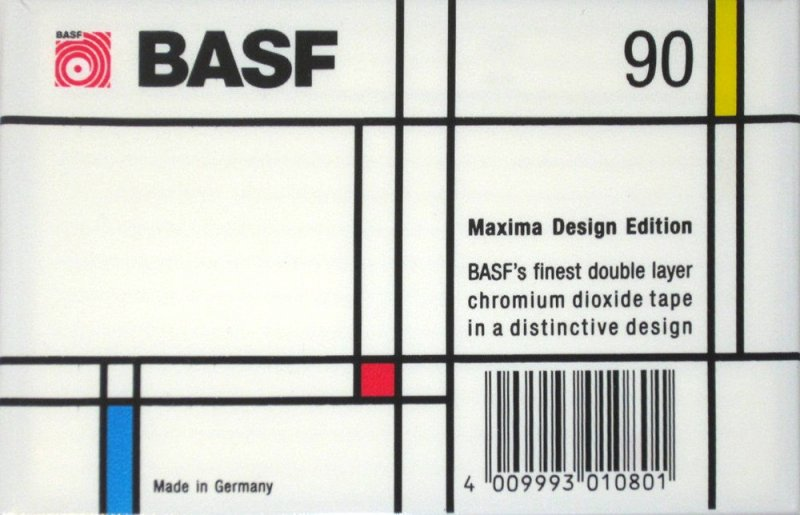 BASF
BASF
90
Maxima Design Edition
BASF's finest double layer
chromium dioxide tape
in a distinctive design
Made in Germany
4 009993 010801